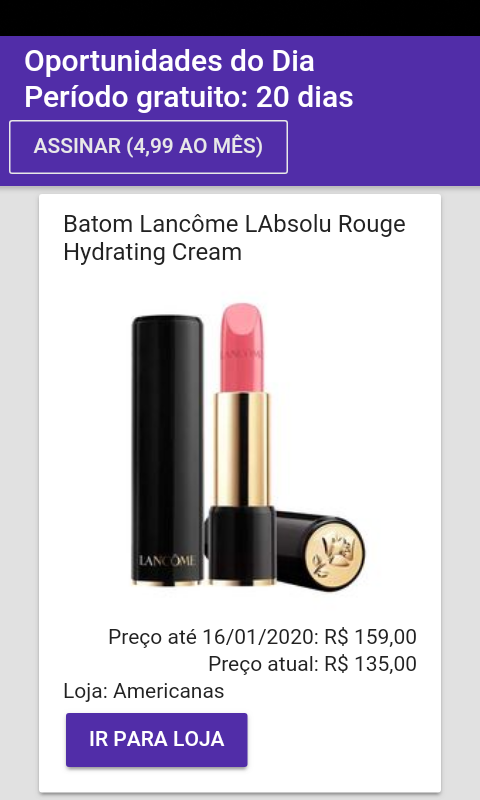 Oportunidades do Dia
Período gratuito: 20 dias
ASSINAR (4,99 AO MÊS)
Batom Lancôme LAbsolu Rouge
Hydrating Cream
LANCÔME
LANCÔME
Preço até 16/01/2020: R$ 159,00
Preço atual: R$ 135,00
Loja: Americanas
IR PARA LOJA